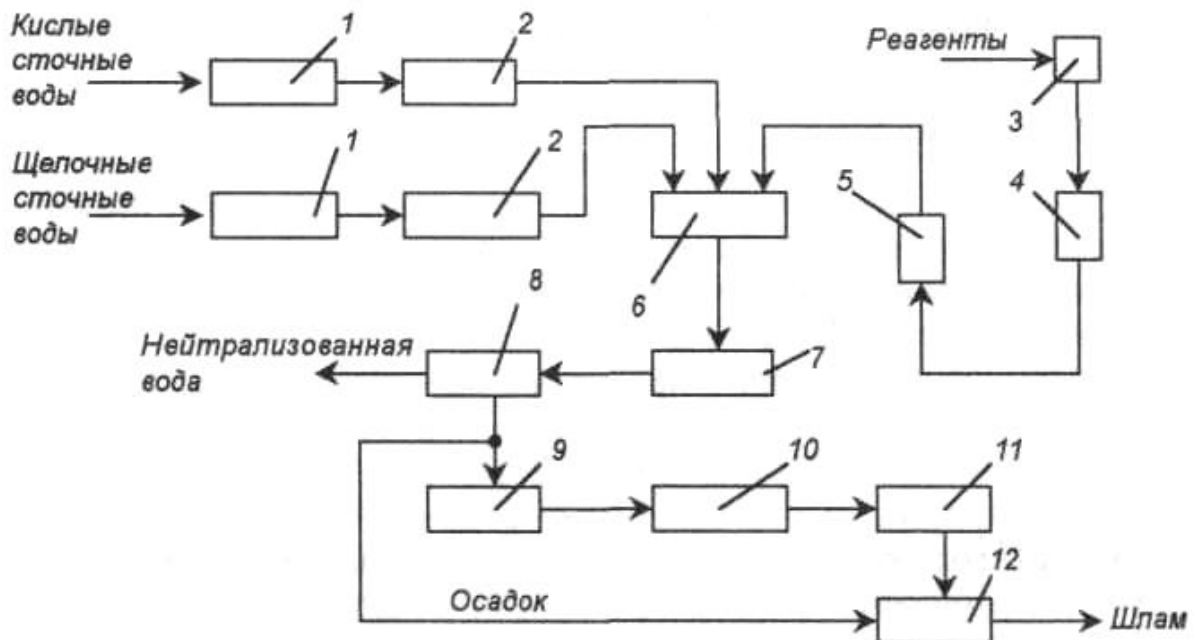 Кислые
сточные
воды
1
2
Реагенты
3
Щелочные
сточные
воды
1
2
5
4
6
8
Нейтрализованная
вода
7
9
10
11
12
Осадок
Шлам